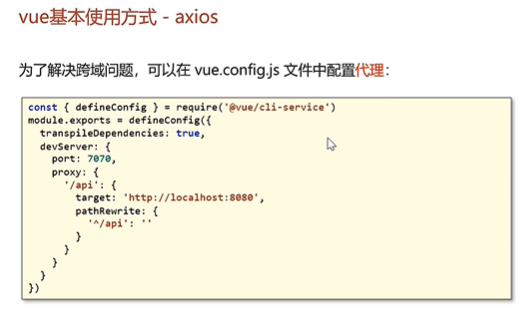 vue基本使用方式 - axios
为了解决跨域问题，可以在 vue.config.js 文件中配置代理：
const { defineConfig } = require('@vue/cli-service')
module.exports = defineConfig({
  transpileDependencies: true,
  devServer: {
    port: 7070,
    proxy: {
      '/api': {
        target: 'http://localhost:8080',
        pathRewrite: {
          '^/api': ''
        }
      }
    }
  }
})